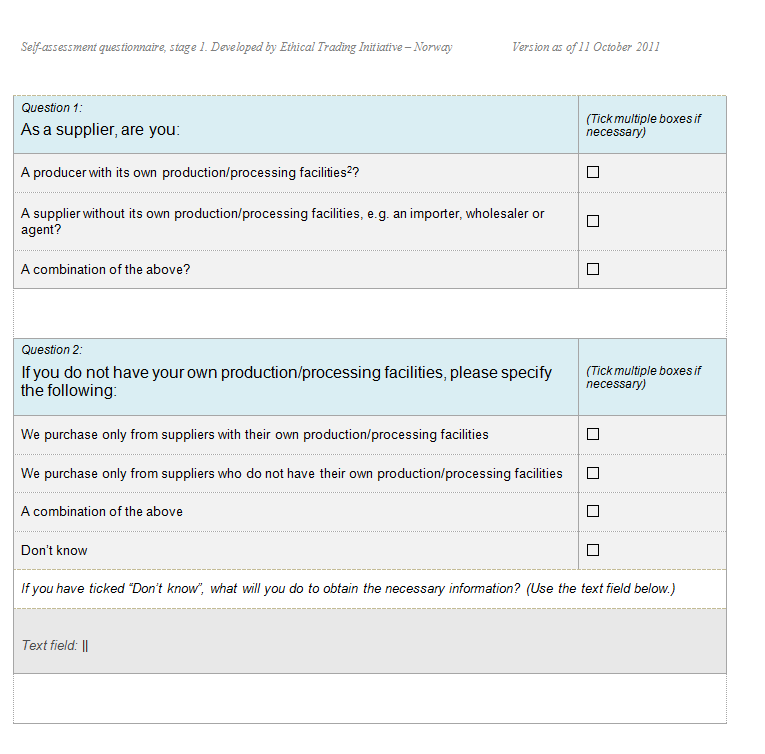 Self-assessment questionnaire, stage 1. Developed by Ethical Trading Initiative – Norway Version as of 11 October 2011
Question 1:
As a supplier, are you:
(Tick multiple boxes if
necessary)
A producer with its own production/processing facilities²?
A supplier without its own production/processing facilities, e.g. an importer, wholesaler or
agent?
A combination of the above?
Question 2:
If you do not have your own production/processing facilities, please specify
the following:
(Tick multiple boxes if
necessary)
We purchase only from suppliers with their own production/processing facilities
We purchase only from suppliers who do not have their own production/processing facilities
A combination of the above
Don't know
If you have ticked “Don't know”, what will you do to obtain the necessary information? (Use the text field below.)
Text field: ||